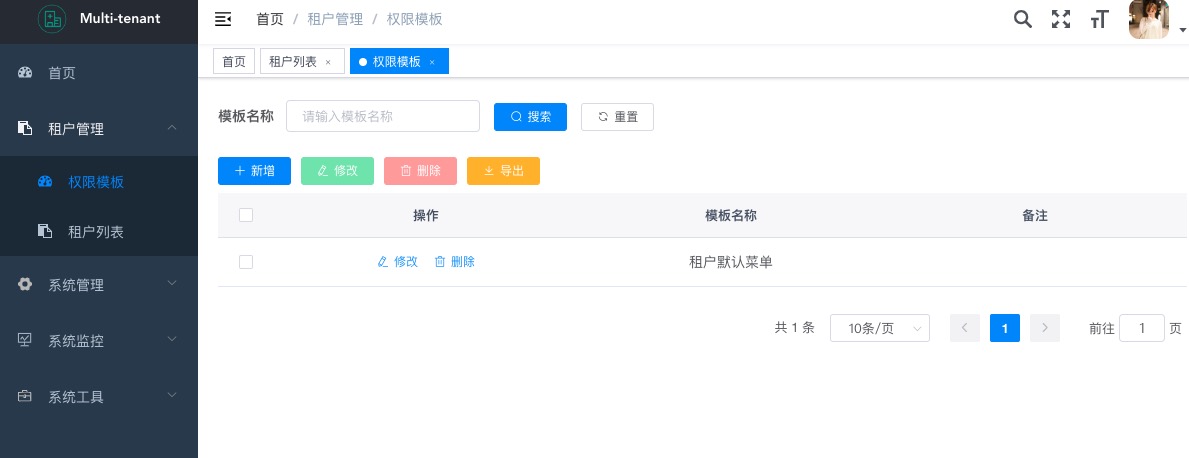 Multi-tenant
首页 / 租户管理 / 权限模板
首页 租户列表 × 权限模板 ×
首页
租户管理
权限模板
租户列表
系统管理
系统监控
系统工具
模板名称 请输入模板名称 搜索 重置
+ 新增 修改 删除 导出
操作 模板名称 备注
修改 删除 租户默认菜单
共 1 条 10条/页 1 前往 1 页